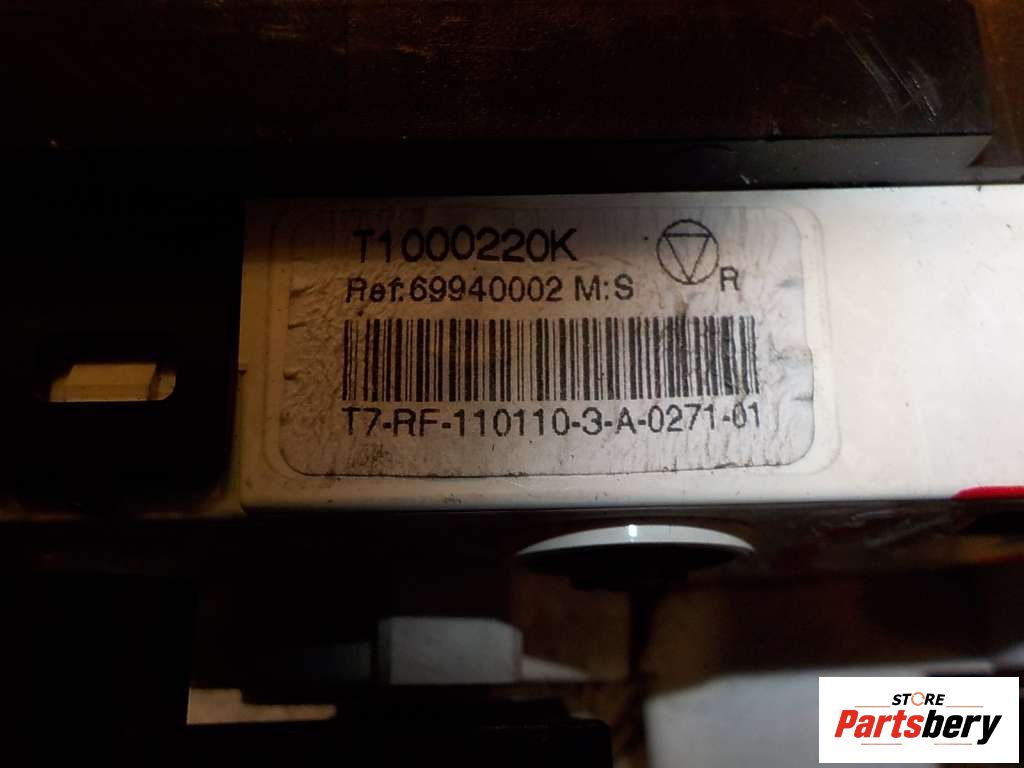 T1000220K
Ref:69940002 M:S
R
T7-RF-110110-3-A-0271-01
STORE
Partsbery